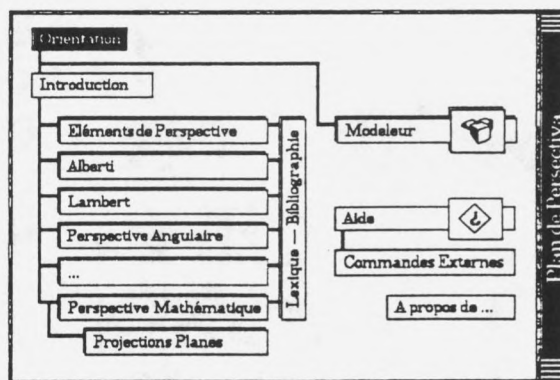 Orientation
Introduction
Eléments de Perspective
Alberti
Lambert
Perspective Angulaire
...
Perspective Mathématique
Projections Planes
Lexique — Bibliographie
Modeleur
Aide
Commandes Externes
A propos de ...
Plan de Perspectiva